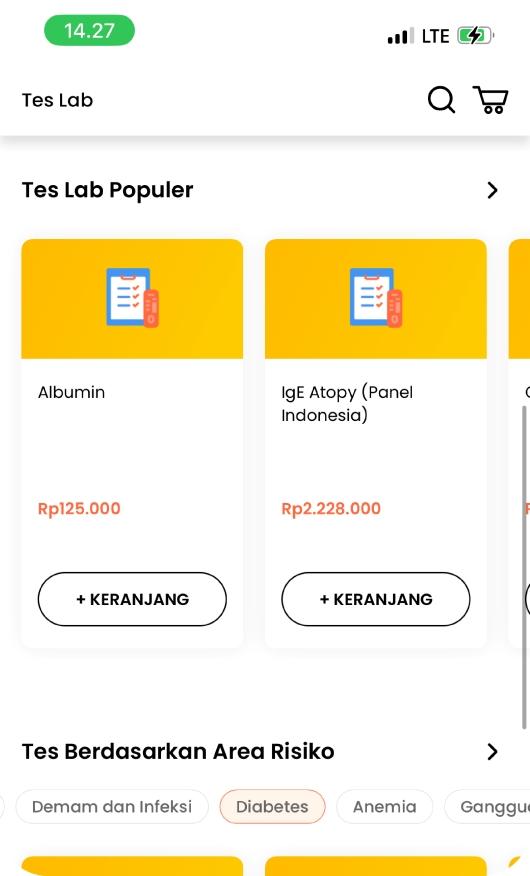 14.27
LTE
Tes Lab
Tes Lab Populer
Albumin
Rp125.000
+ KERANJANG
IgE Atopy (Panel
Indonesia)
Rp2.228.000
+ KERANJANG
Tes Berdasarkan Area Risiko
Demam dan Infeksi
Diabetes
Anemia